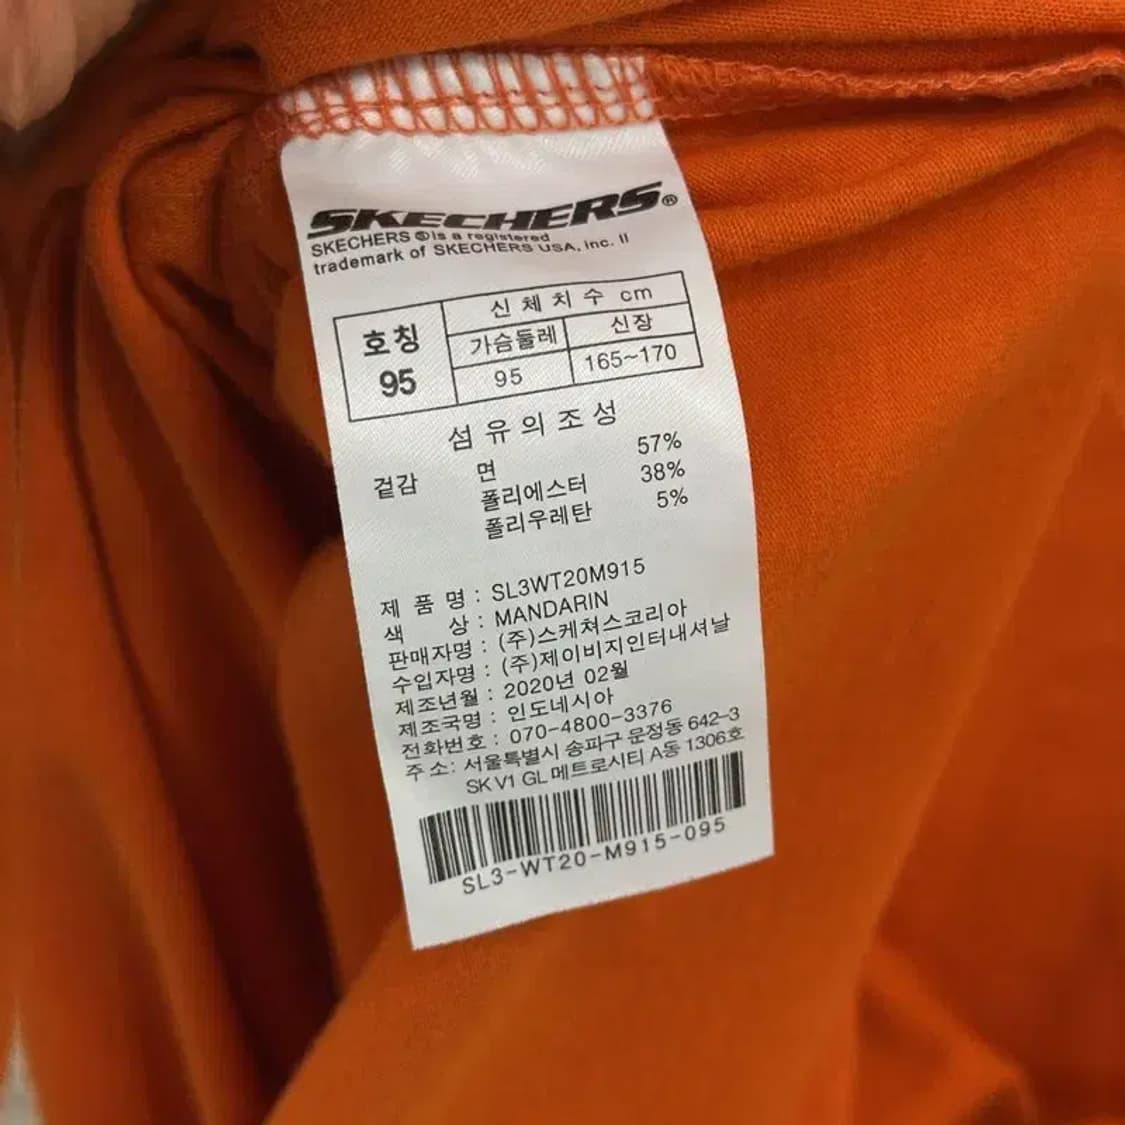 SKECHERS®
SKECHERS ® is a registered
trademark of SKECHERS USA, Inc. II
호칭 95
신체치수 cm
가슴둘레 신장
95 165~170
섬유의조성
겉감 면 57%
폴리에스터 38%
폴리우레탄 5%
제 품 명 : SL3WT20M915
색 상 : MANDARIN
판매자명 : (주)스케쳐스코리아
수입자명 : (주)제이비지인터내셔날
제조년월 : 2020년 02월
제조국명 : 인도네시아
전화번호 : 070-4800-3376
주 소: 서울특별시 송파구 문정동 642-3
SK V1 GL 메트로시티 A동 1306호
SL3-WT20-M915-095